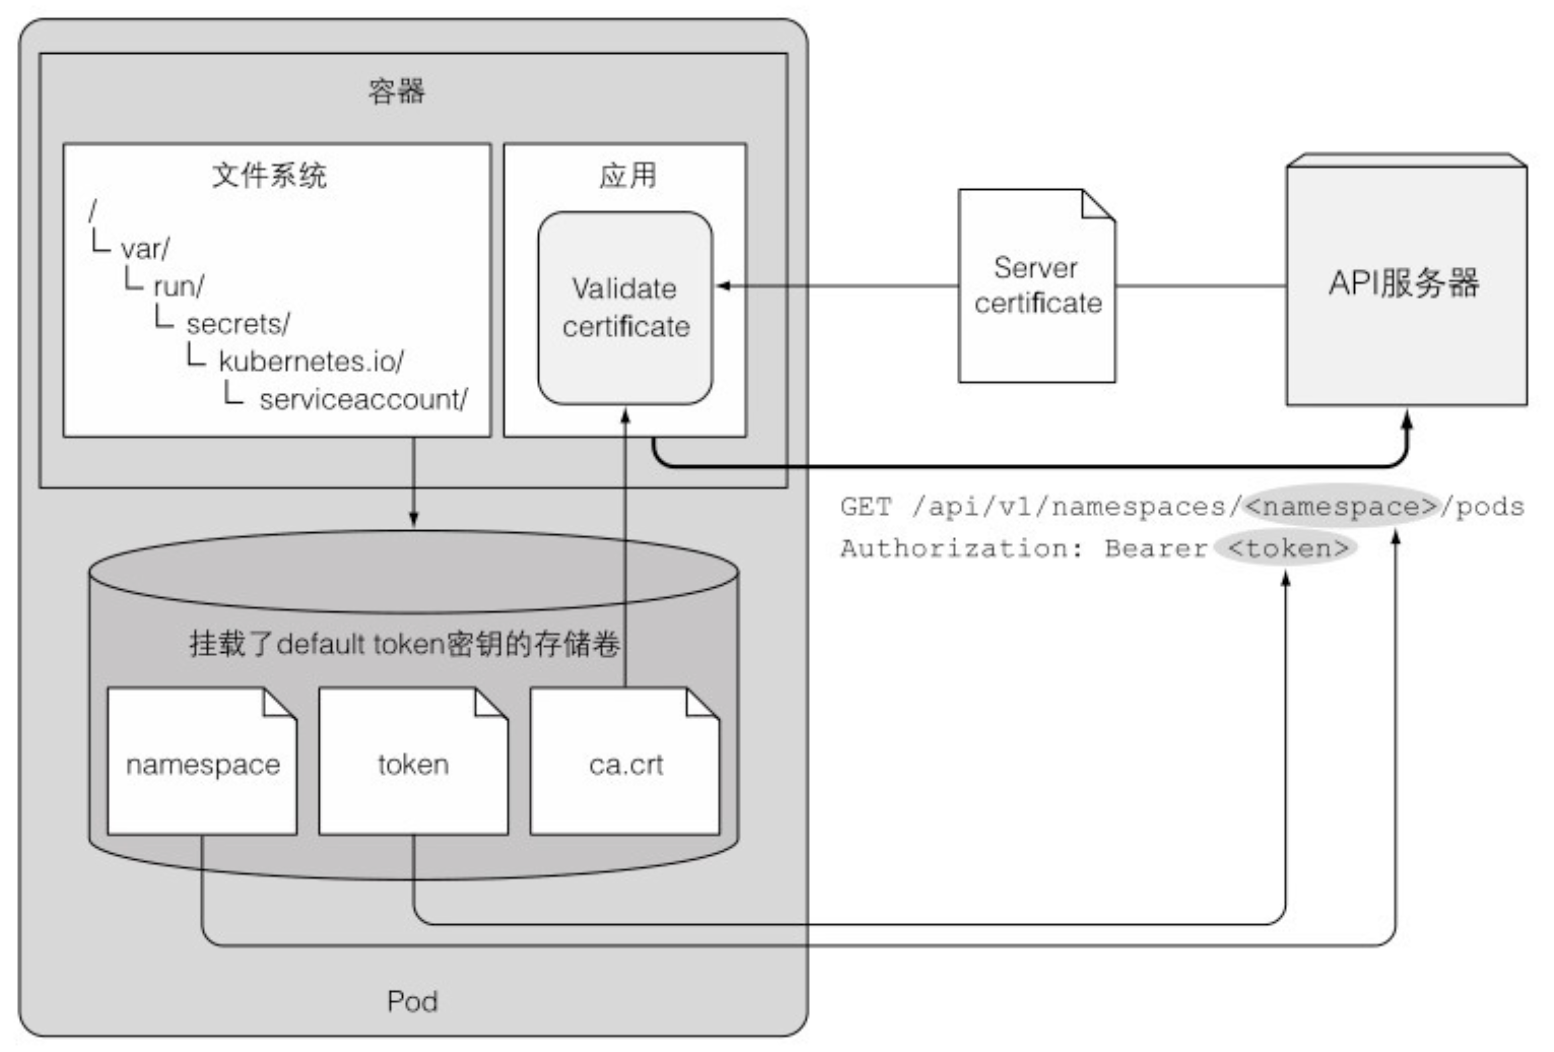 容器
文件系统
/
var/
run/
secrets/
kubernetes.io/
serviceaccount/
应用
Validate
certificate
Server
certificate
API服务器
GET /api/v1/namespaces/<namespace>/pods
Authorization: Bearer <token>
挂载了default token密钥的存储卷
namespace
token
ca.crt
Pod